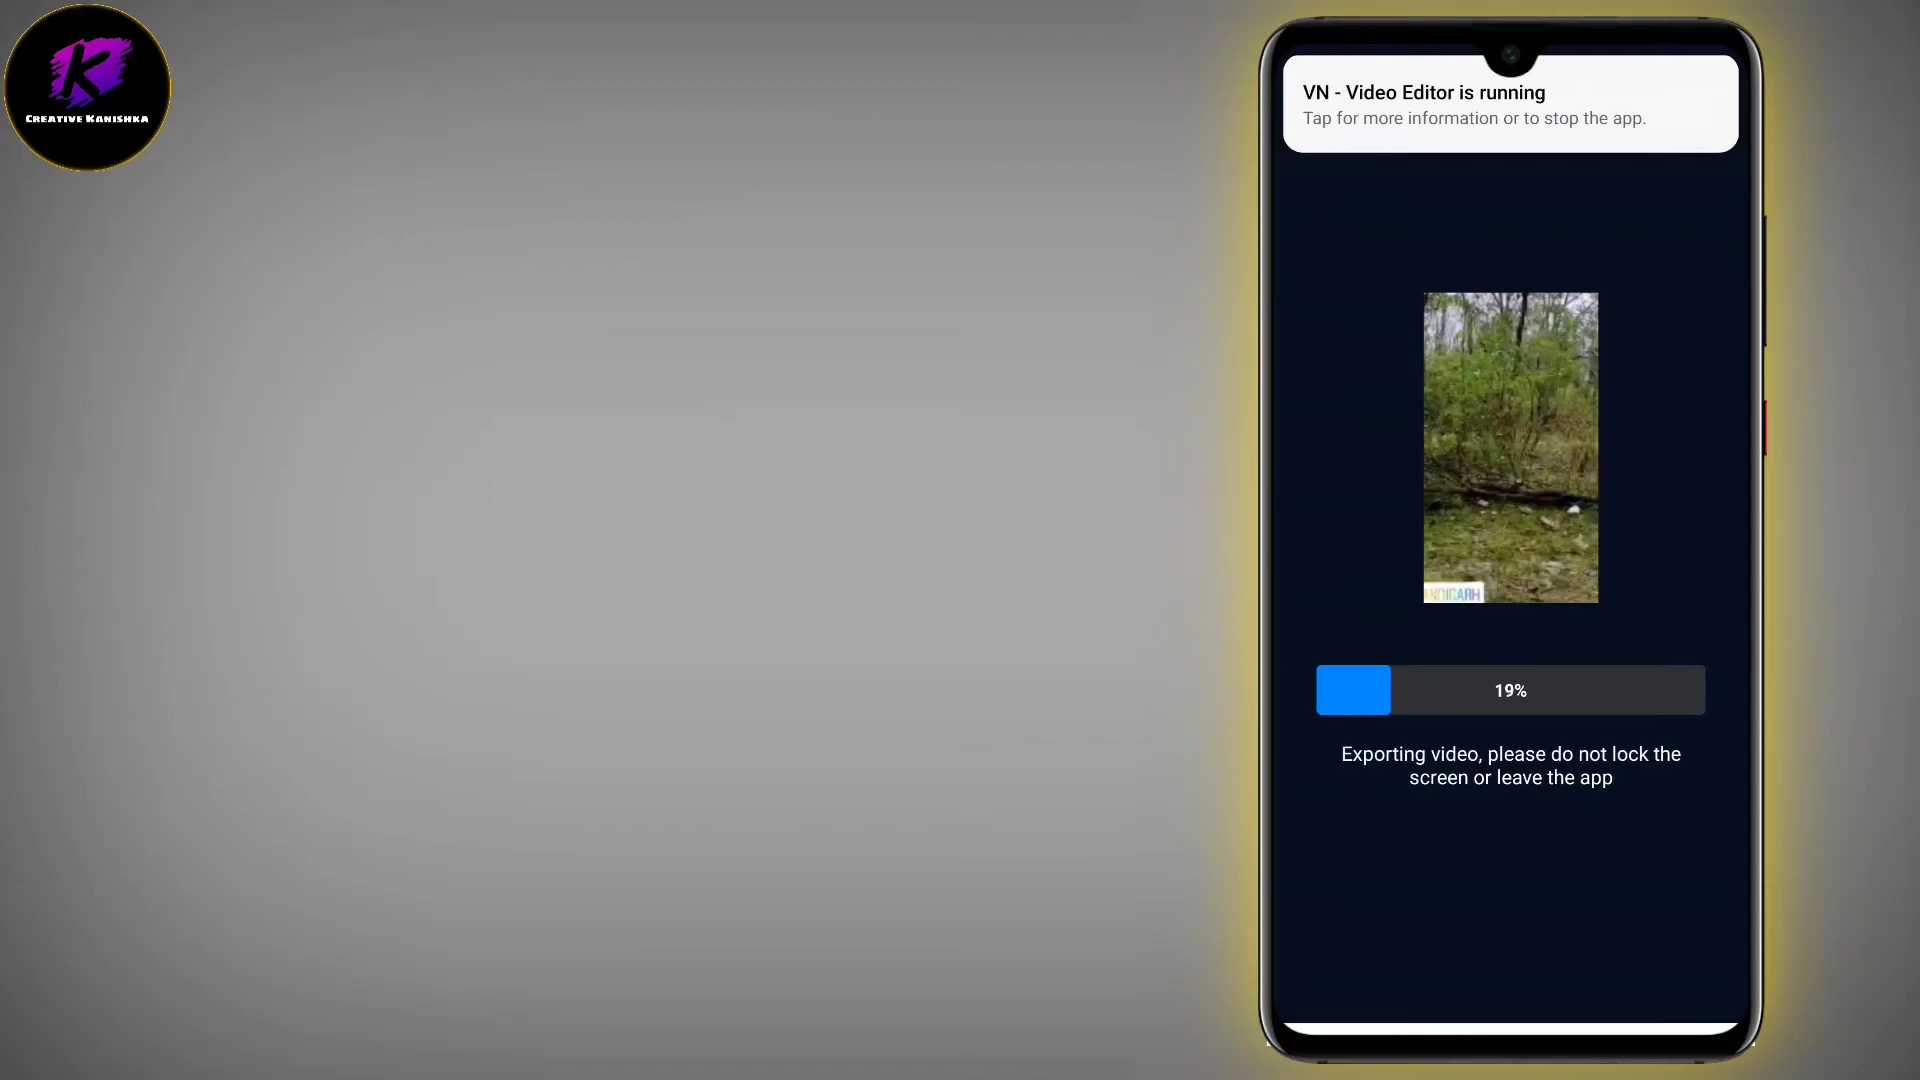 K
CREATIVE KANISHKA
VN - Video Editor is running
Tap for more information or to stop the app.
NDIGARH
19%
Exporting video, please do not lock the
screen or leave the app